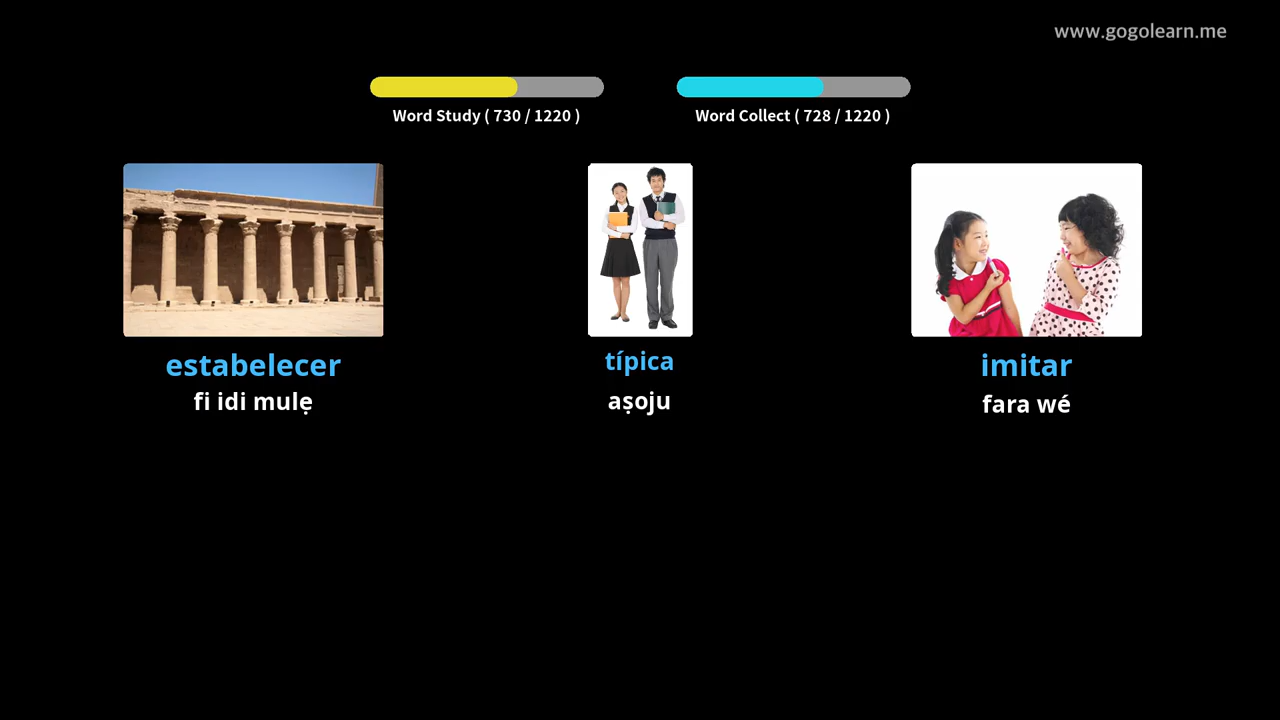 www.gogolearn.me
Word Study ( 730 / 1220 )
Word Collect ( 728 / 1220 )
estabelecer
fi idi mulẹ
típica
aṣoju
imitar
fara wé